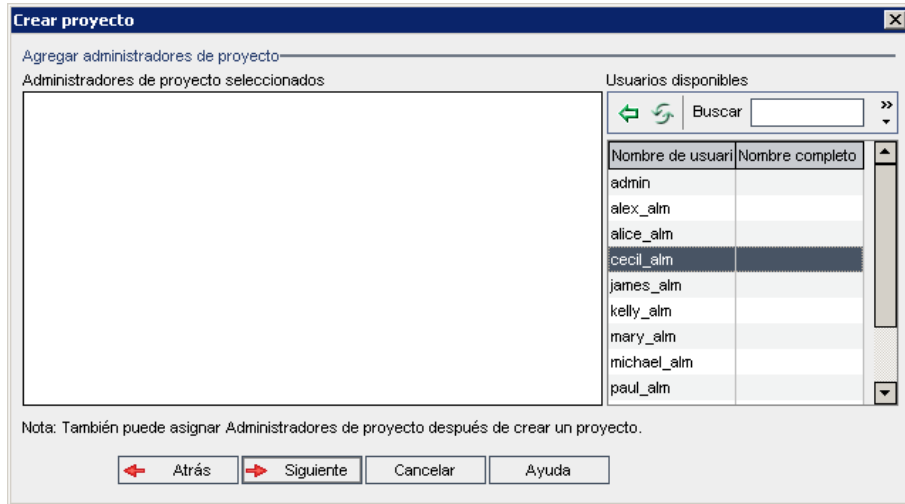 Crear proyecto
Agregar administradores de proyecto
Administradores de proyecto seleccionados
Usuarios disponibles
Buscar
Nombre de usuari Nombre completo
admin
alex_alm
alice_alm
cecil_alm
james_alm
kelly_alm
mary_alm
michael_alm
paul_alm
Nota: También puede asignar Administradores de proyecto después de crear un proyecto.
Atrás Siguiente Cancelar Ayuda